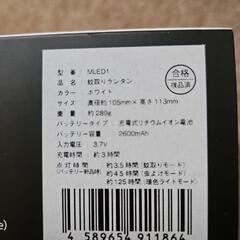 型番：MLED1
品名：蚊取りランタン
カラー：ホワイト
サイズ：直径約105mm×高さ113mm
重量：約289g
バッテリータイプ：充電式リチウムイオン電池
バッテリー容量：2600mAh
入力電圧：3.7V
充電時間：約3時間
点灯時間：約3.5時間（蚊取りモード）
（バッテリー新品時）約45時間（虫よけモード）
約125時間（暖色ライトモード）
合格
検品済
4 589654 911864
e)